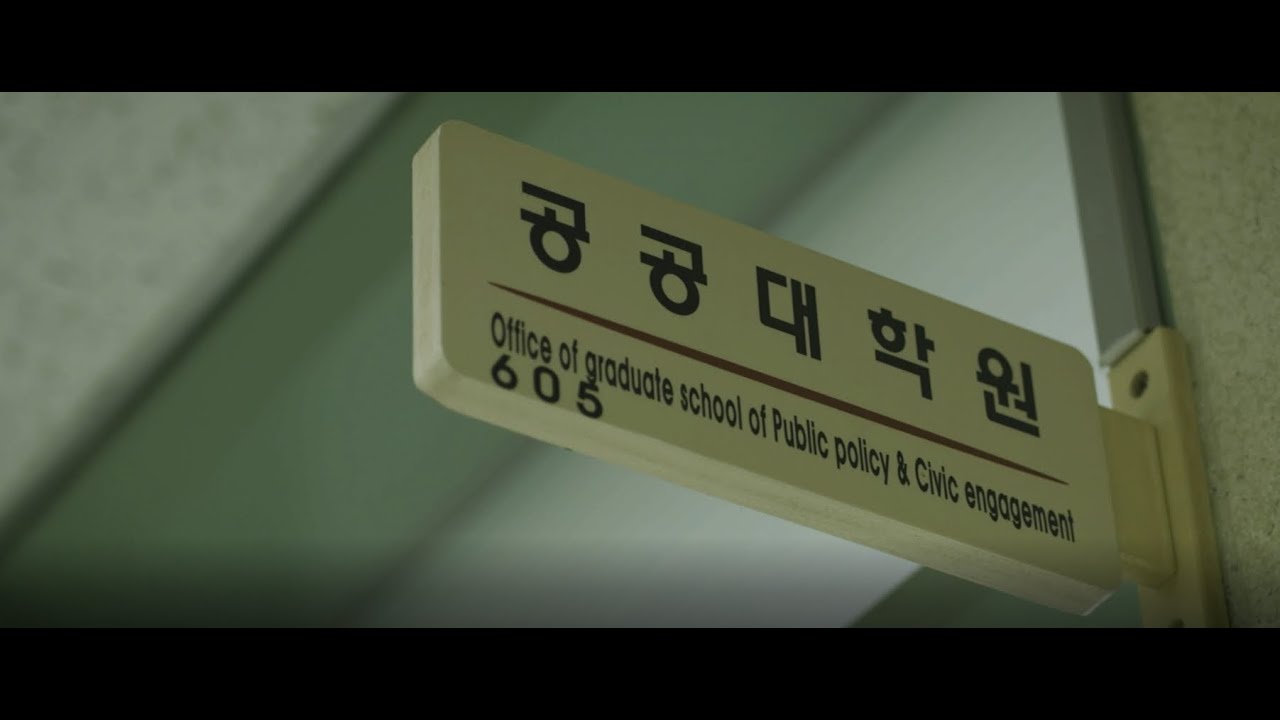 공공대학원
Office of graduate school of Public policy & Civic engagement
605